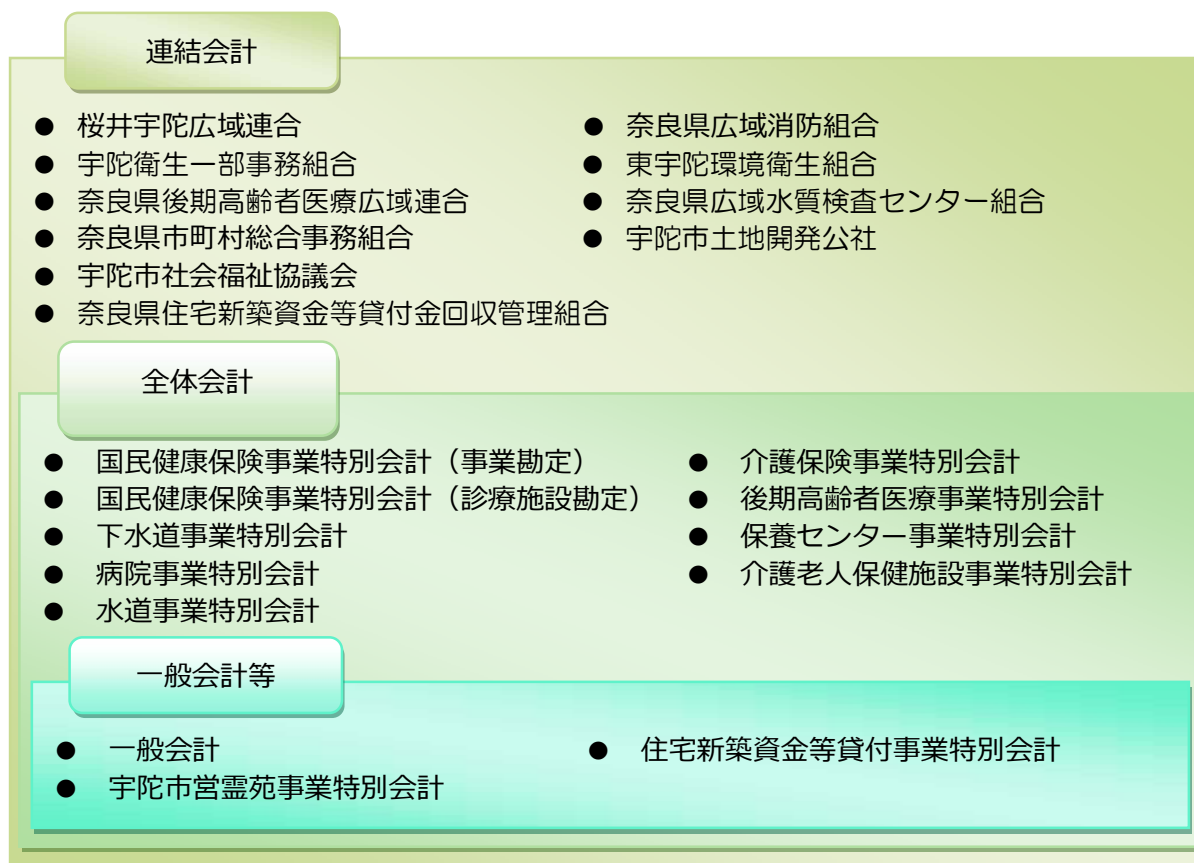 連結会計
● 桜井宇陀広域連合
● 奈良県広域消防組合
● 宇陀衛生一部事務組合
● 東宇陀環境衛生組合
● 奈良県後期高齢者医療広域連合
● 奈良県広域水質検査センター組合
● 奈良県市町村総合事務組合
● 宇陀市土地開発公社
● 宇陀市社会福祉協議会
● 奈良県住宅新築資金等貸付金回収管理組合
全体会計
● 国民健康保険事業特別会計（事業勘定）
● 介護保険事業特別会計
● 国民健康保険事業特別会計（診療施設勘定）
● 後期高齢者医療事業特別会計
● 下水道事業特別会計
● 保養センター事業特別会計
● 病院事業特別会計
● 介護老人保健施設事業特別会計
● 水道事業特別会計
一般会計等
● 一般会計
● 住宅新築資金等貸付事業特別会計
● 宇陀市営霊苑事業特別会計